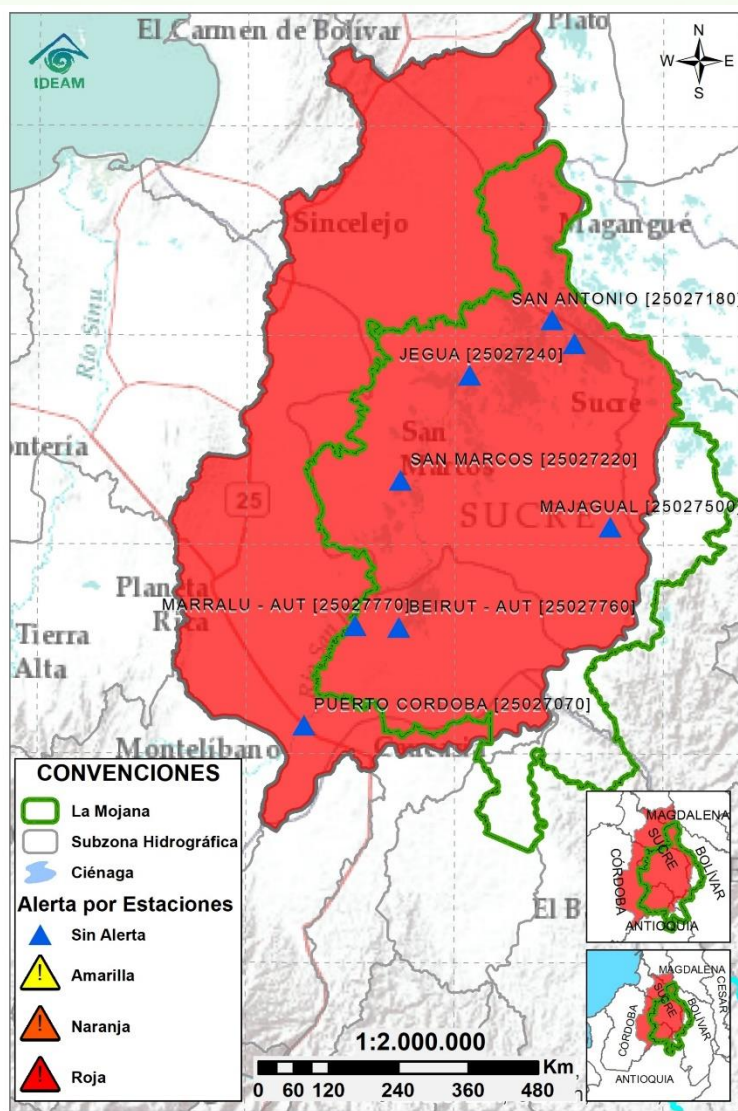 El Carmen de Bolívar
Plato
IDEAM
N
W E
S
Sincelejo
Magangué
SAN ANTONIO [25027180]
Río Sinu
JEGUA [25027240]
Sucre
San
Marcos
SAN MARCOS [25027220]
ontería
25
MAJAGUAL [25027500]
SUCRE
Planeta
Rica
MARRALU - AUT [25027770]
BEIRUT - AUT [25027760]
Tierra
Alta
Río San
PUERTO CORDOBA [25027070]
Montelíbano
CONVENCIONES
La Mojana
Subzona Hidrográfica
Ciénaga
Alerta por Estaciones
Sin Alerta
Amarilla
Naranja
Roja
El B
1:2.000.000
Km
0 60 120 240 360 480
MAGDALENA
SUCRE
BOLÍVAR
CÓRDOBA
ANTIOQUIA
MAGDALENA
CESAR
SUCRE
BOLÍVAR
CÓRDOBA
ANTIOQUIA